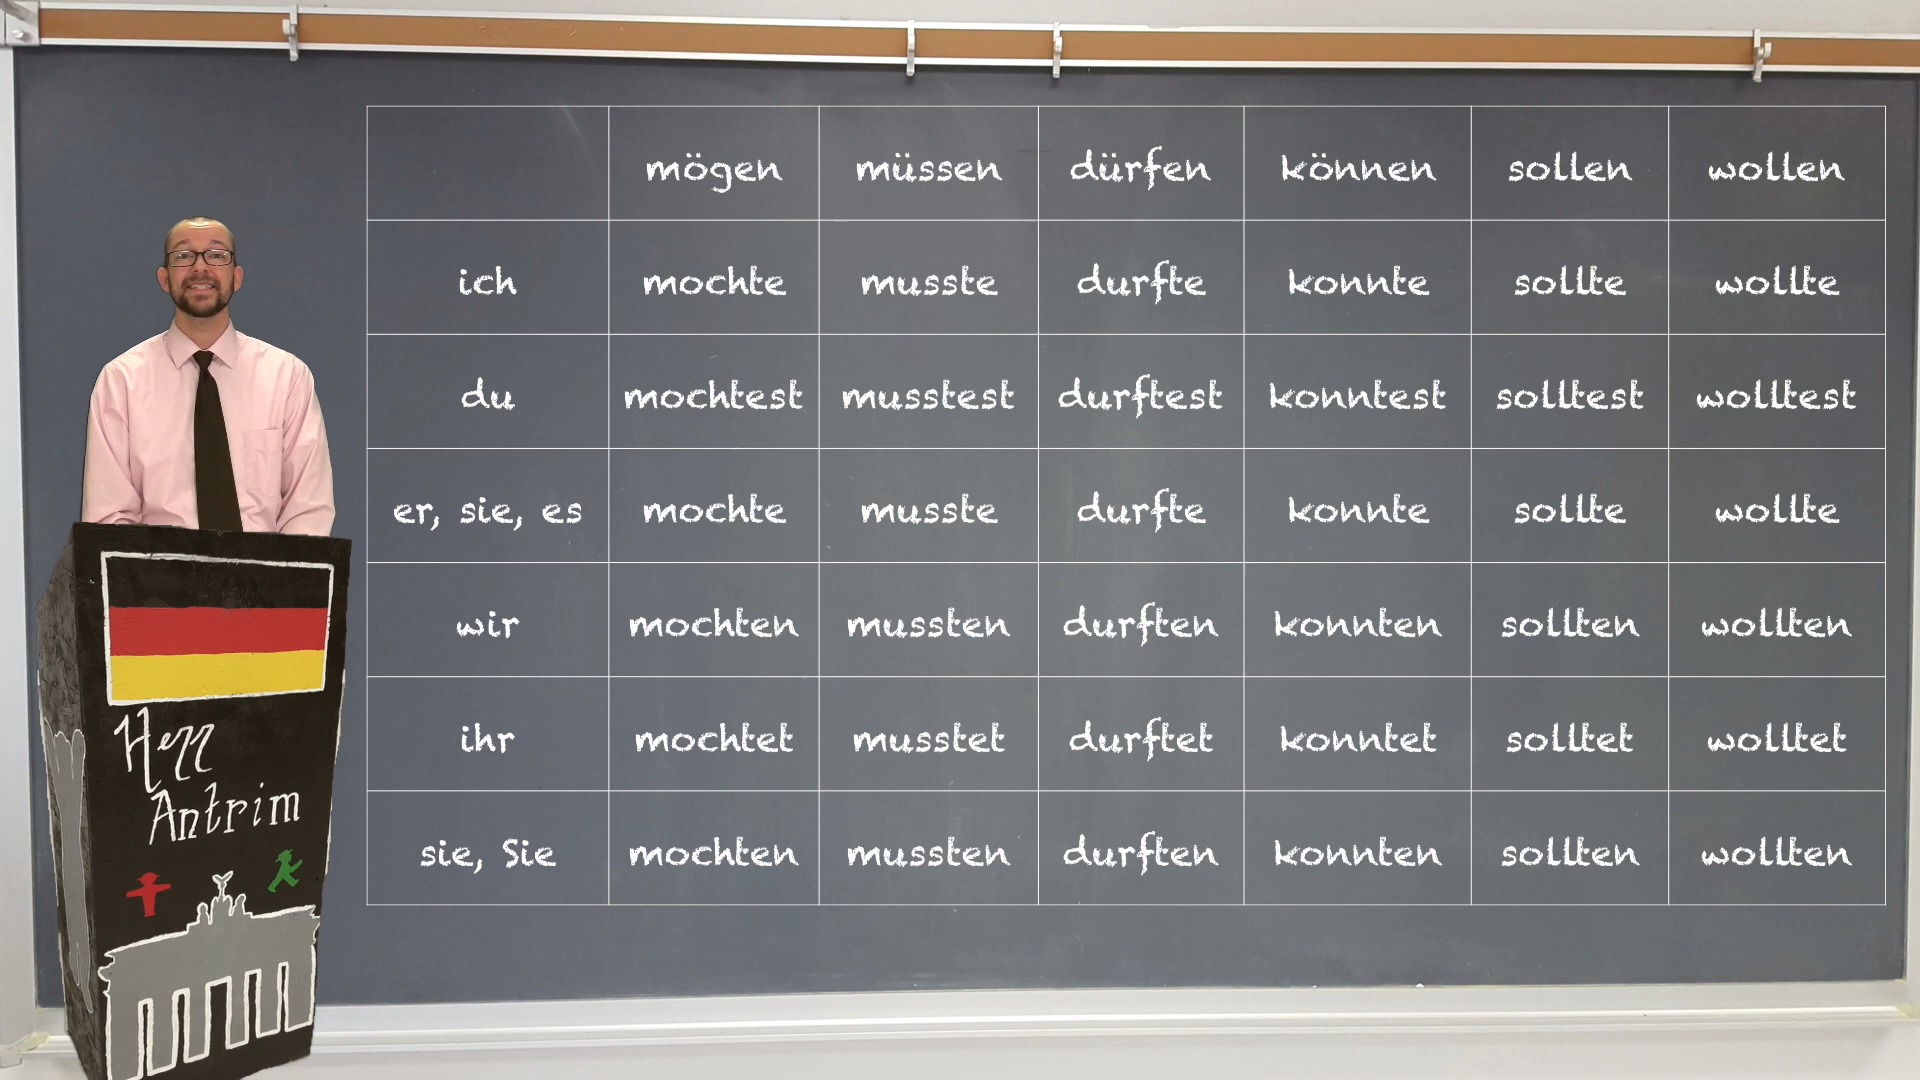 mögen müssen dürfen können sollen wollen
ich mochte musste durfte konnte sollte wollte
du mochtest musstest durftest konntest solltest wolltest
er, sie, es mochte musste durfte konnte sollte wollte
wir mochten mussten durften konnten sollten wollten
ihr mochtet musstet durftet konntet solltet wolltet
sie, Sie mochten mussten durften konnten sollten wollten
Herr
Antrim